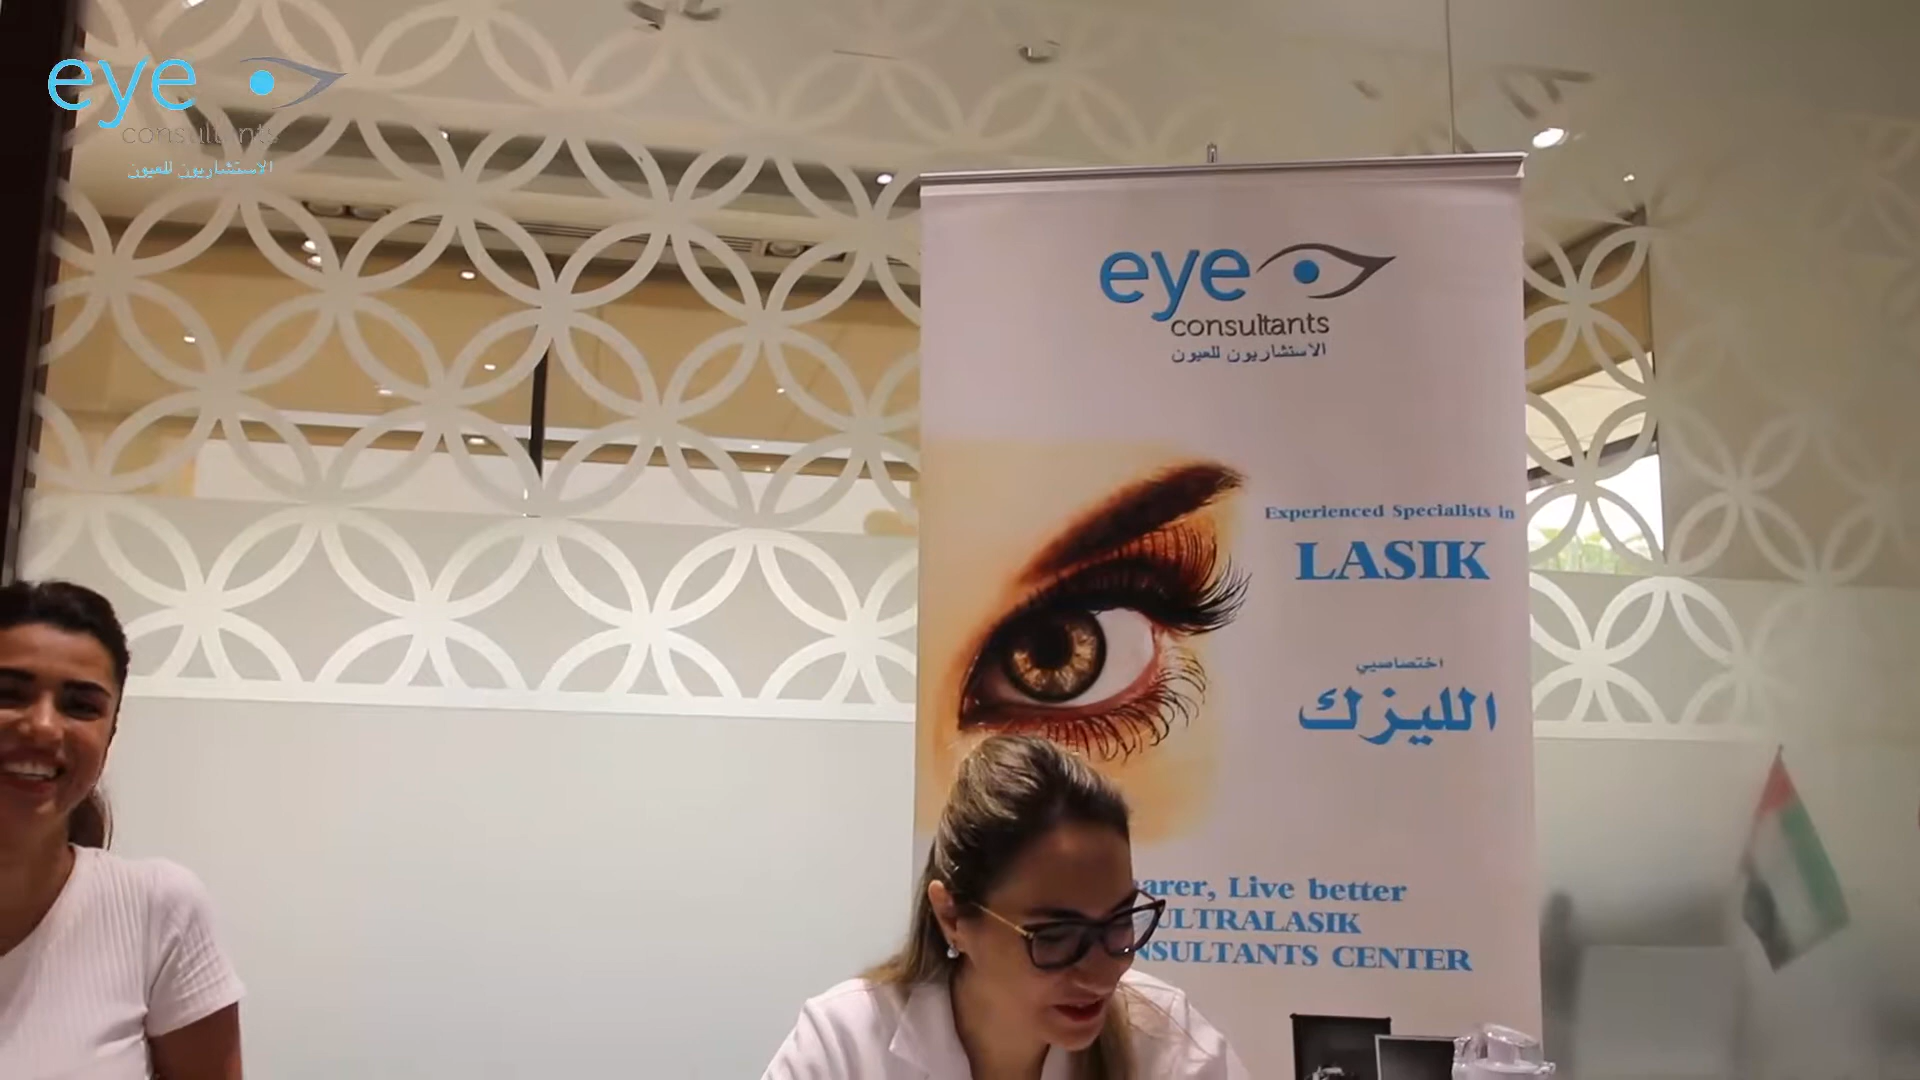 eye
consultants
الاستشاريون للعيون
eye
consultants
الاستشاريون للعيون
Experienced Specialists in
LASIK
اختصاصيي
الليزك
Live better
ULTRALASIK
CENTER